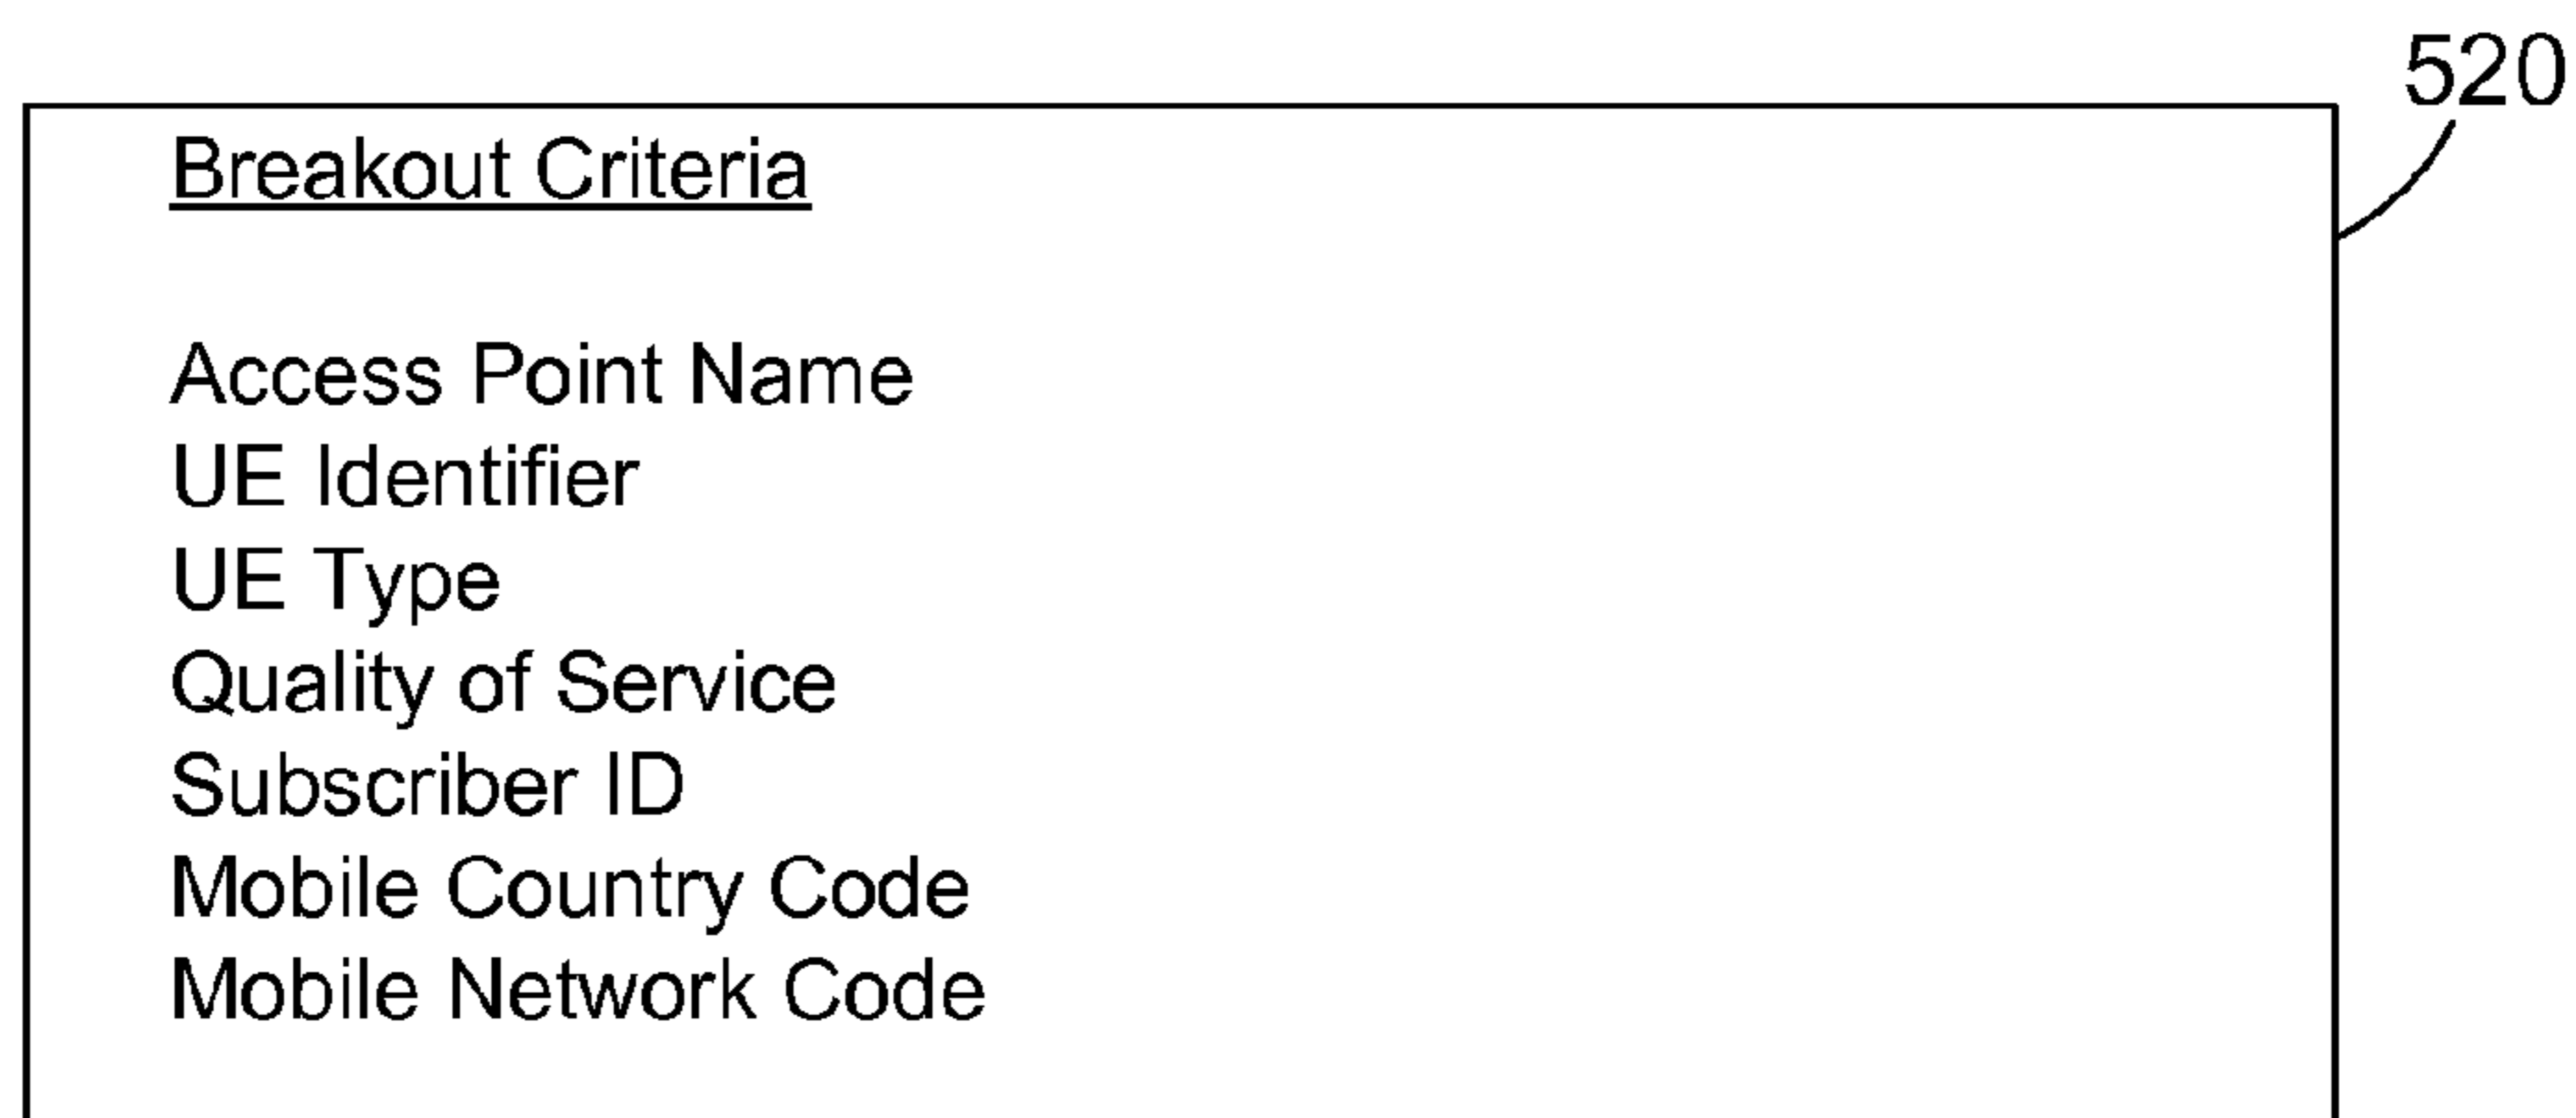 520
Breakout Criteria
Access Point Name
UE Identifier
UE Type
Quality of Service
Subscriber ID
Mobile Country Code
Mobile Network Code